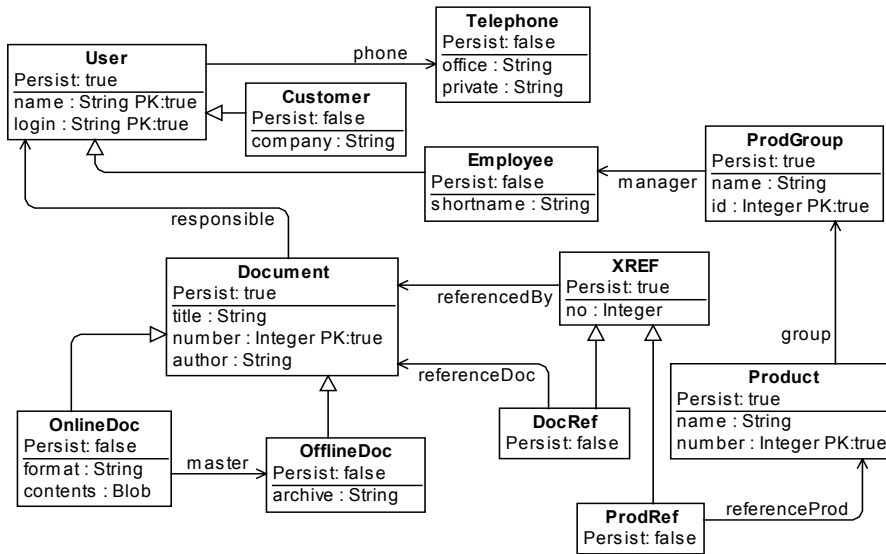 Telephone
Persist: false
office : String
private : String
phone
User
Persist: true
name : String PK:true
login : String PK:true
Customer
Persist: false
company : String
Employee
Persist: false
shortname : String
manager
ProdGroup
Persist: true
name : String
id : Integer PK:true
responsible
Document
Persist: true
title : String
number : Integer PK:true
author : String
referencedBy
XREF
Persist: true
no : Integer
group
referenceDoc
Product
Persist: true
name : String
number : Integer PK:true
OnlineDoc
Persist: false
format : String
contents : Blob
master
OfflineDoc
Persist: false
archive : String
DocRef
Persist: false
ProdRef
Persist: false
referenceProd